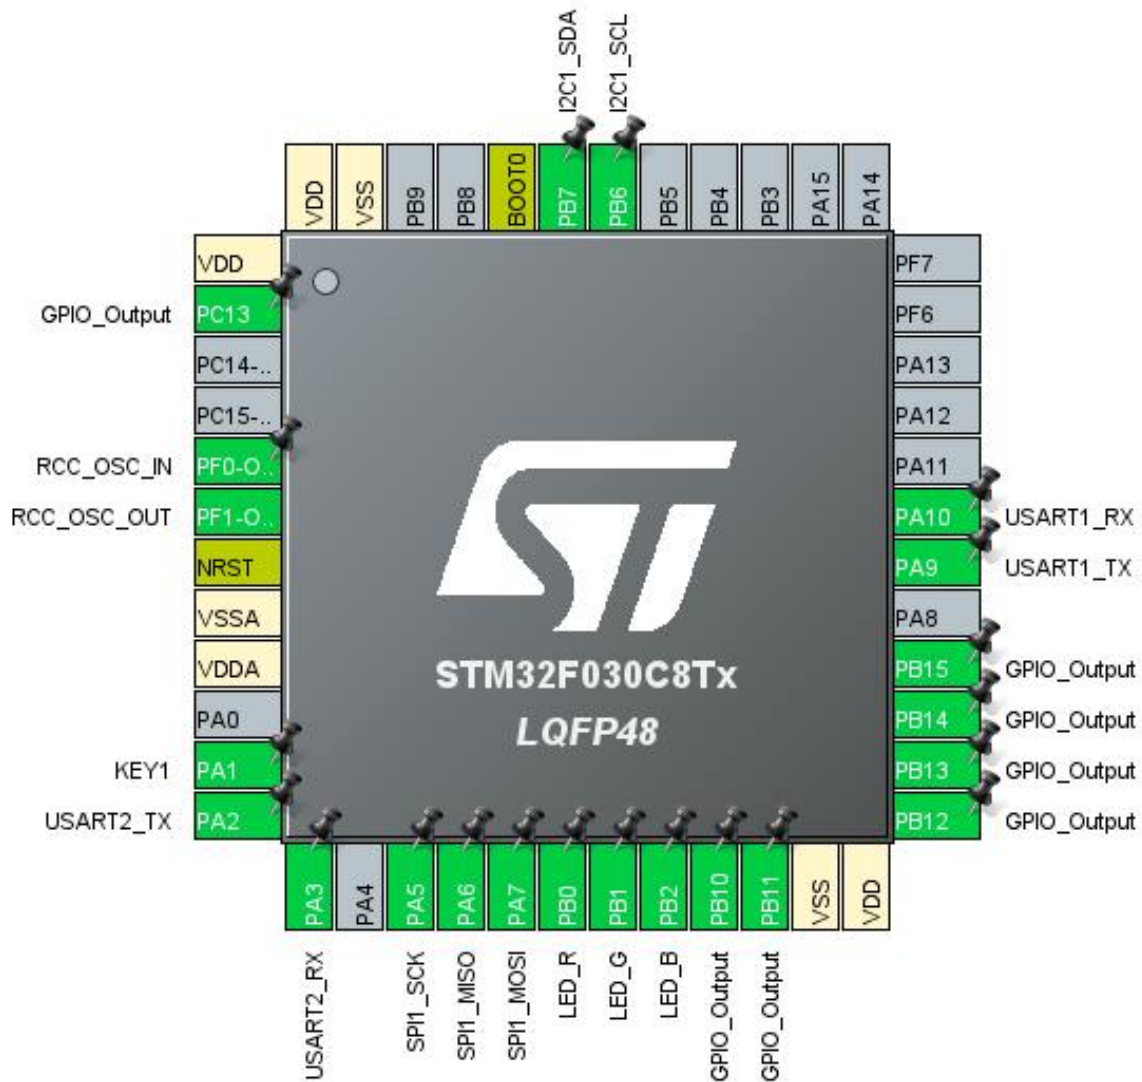 I2C1_SDA
I2C1_SCL
VDD
VSS
PB9
PB8
BOOT0
PB7
PB6
PB5
PB4
PB3
PA15
PA14
VDD
GPIO_Output PC13
PC14-..
PC15-..
RCC_OSC_IN PF0-O..
RCC_OSC_OUT PF1-O..
NRST
VSSA
VDDA
PA0
KEY1 PA1
USART2_TX PA2
PF7
PF6
PA13
PA12
PA11
PA10 USART1_RX
PA9 USART1_TX
PA8
PB15 GPIO_Output
PB14 GPIO_Output
PB13 GPIO_Output
PB12 GPIO_Output
ST
STM32F030C8Tx
LQFP48
PA3
PA4
PA5
PA6
PA7
PB0
PB1
PB2
PB10
PB11
VSS
VDD
USART2_RX
SPI1_SCK
SPI1_MISO
SPI1_MOSI
LED_R
LED_G
LED_B
GPIO_Output
GPIO_Output